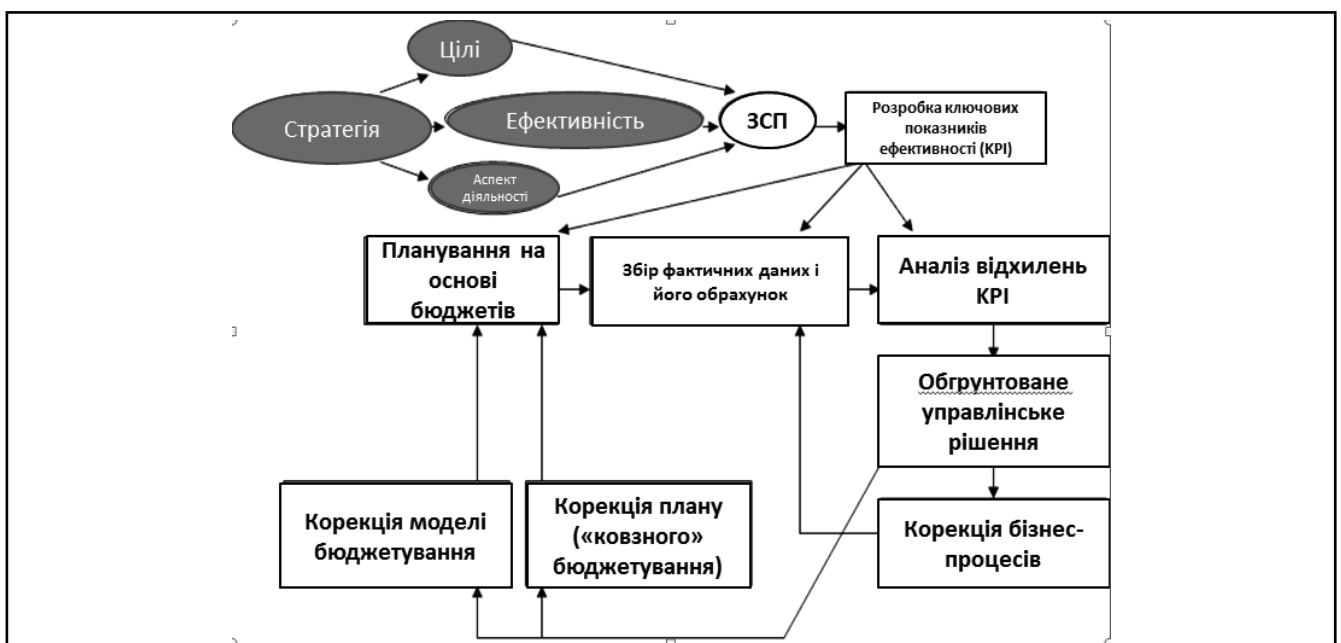 Цілі
Стратегія
Ефективність
ЗСП
Розробка ключових
показників
ефективності (KPI)
Аспект
діяльності
Планування на
основі
бюджетів
Збір фактичних даних і
його обрахунок
Аналіз відхилень
KPI
Обгрунтоване
управлінське
рішення
Корекція моделі
бюджетування
Корекція плану
(«ковзного»
бюджетування)
Корекція бізнес-
процесів